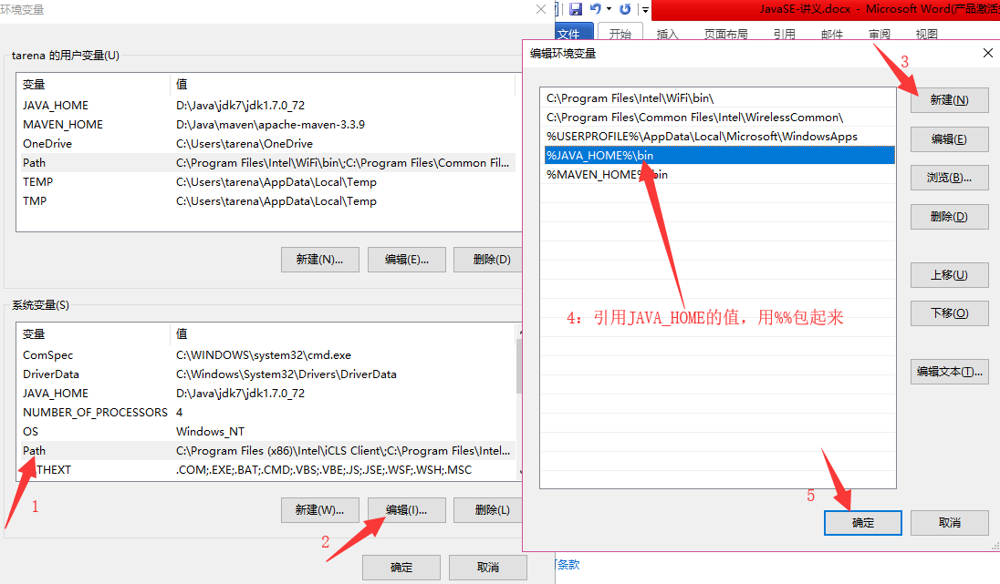 环境变量
tarena 的用户变量(U)
变量 值
JAVA_HOME D:\Java\jdk7\jdk1.7.0_72
MAVEN_HOME D:\Java\maven\apache-maven-3.3.9
OneDrive C:\Users\tarena\OneDrive
Path C:\Program Files\Intel\WiFi\bin\;C:\Program Files\Common Fil...
TEMP C:\Users\tarena\AppData\Local\Temp
TMP C:\Users\tarena\AppData\Local\Temp
新建(N)... 编辑(E)... 删除(D)
系统变量(S)
变量 值
ComSpec C:\WINDOWS\system32\cmd.exe
DriverData C:\Windows\System32\Drivers\DriverData
JAVA_HOME D:\Java\jdk7\jdk1.7.0_72
NUMBER_OF_PROCESSORS 4
OS Windows_NT
Path C:\Program Files (x86)\Intel\iCLS Client\;C:\Program Files\Intel...
THEXT .COM;.EXE;.BAT;.CMD;.VBS;.VBE;.JS;.JSE;.WSF;.WSH;.MSC
1
新建(W)... 编辑(I)... 删除(L)
2
确定 取消
JavaSE-讲义.docx - Microsoft Word(产品激活
文件 开始 插入 页面布局 引用 邮件 审阅 视图
编辑环境变量
3
C:\Program Files\Intel\WiFi\bin\
C:\Program Files\Common Files\Intel\WirelessCommon\
%USERPROFILE%\AppData\Local\Microsoft\WindowsApps
%JAVA_HOME%\bin
%MAVEN_HOME%\bin
新建(N)
编辑(E)
浏览(B)...
删除(D)
上移(U)
下移(O)
编辑文本(T)...
4：引用JAVA_HOME的值，用%%包起来
5
确定 取消
条款